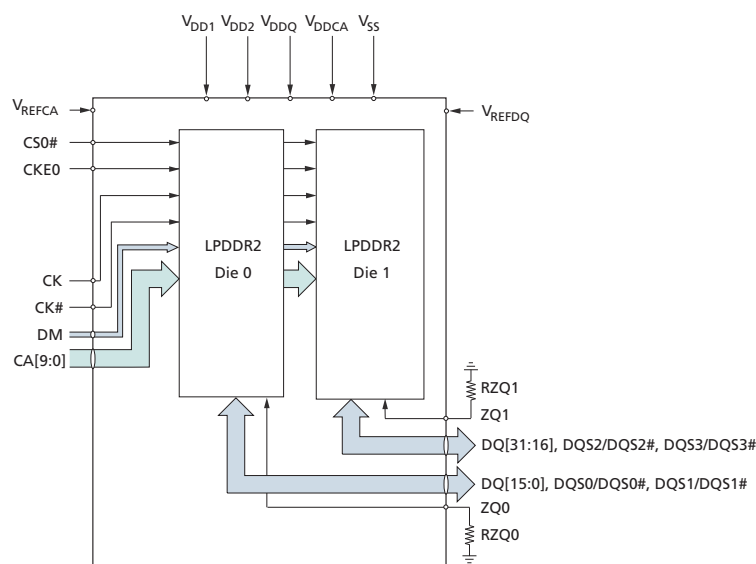 VDD1 VDD2 VDDQ VDDCA VSS
VREFCA
VREFDQ
CS0#
CKE0
LPDDR2
Die 0
LPDDR2
Die 1
CK
CK#
DM
CA[9:0]
RZQ1
ZQ1
DQ[31:16], DQS2/DQS2#, DQS3/DQS3#
DQ[15:0], DQS0/DQS0#, DQS1/DQS1#
ZQ0
RZQ0